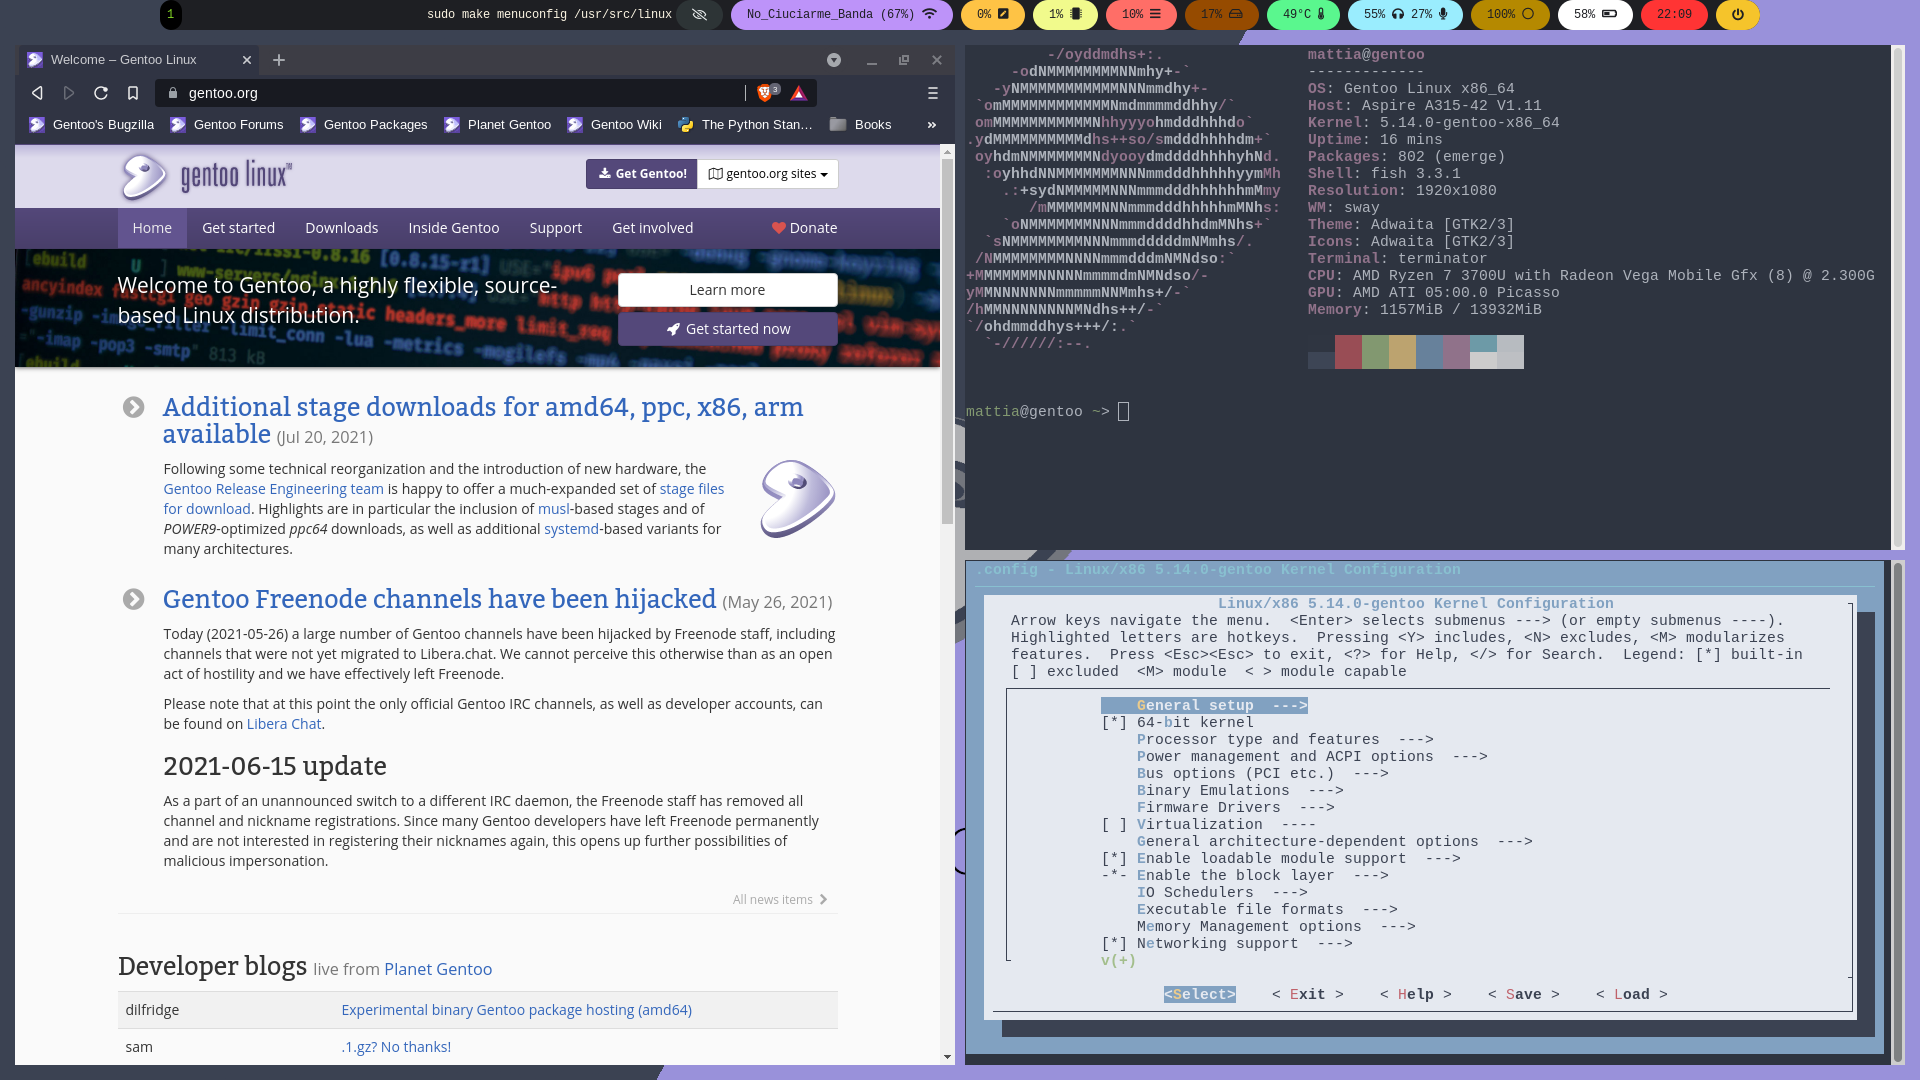 1
sudo make menuconfig /usr/src/linux
No_Ciuciarme_Banda (67%)
0%
1%
10%
17%
49°C
55% 27%
100%
58%
22:09
Welcome – Gentoo Linux
gentoo.org
3
Gentoo's Bugzilla
Gentoo Forums
Gentoo Packages
Planet Gentoo
Gentoo Wiki
The Python Stan…
Books
»
gentoo linux™
Get Gentoo!
gentoo.org sites
Home
Get started
Downloads
Inside Gentoo
Support
Get involved
Donate
Welcome to Gentoo, a highly flexible, source-
based Linux distribution.
Learn more
Get started now
Additional stage downloads for amd64, ppc, x86, arm
available (Jul 20, 2021)
Following some technical reorganization and the introduction of new hardware, the
Gentoo Release Engineering team is happy to offer a much-expanded set of stage files
for download. Highlights are in particular the inclusion of musl-based stages and of
POWER9-optimized ppc64 downloads, as well as additional systemd-based variants for
many architectures.
Gentoo Freenode channels have been hijacked (May 26, 2021)
Today (2021-05-26) a large number of Gentoo channels have been hijacked by Freenode staff, including
channels that were not yet migrated to Libera.chat. We cannot perceive this otherwise than as an open
act of hostility and we have effectively left Freenode.
Please note that at this point the only official Gentoo IRC channels, as well as developer accounts, can
be found on Libera Chat.
2021-06-15 update
As a part of an unannounced switch to a different IRC daemon, the Freenode staff has removed all
channel and nickname registrations. Since many Gentoo developers have left Freenode permanently
and are not interested in registering their nicknames again, this opens up further possibilities of
malicious impersonation.
All news items
Developer blogs live from Planet Gentoo
dilfridge Experimental binary Gentoo package hosting (amd64)
sam .1.gz? No thanks!
mattia@gentoo
-------------
OS: Gentoo Linux x86_64
Host: Aspire A315-42 V1.11
Kernel: 5.14.0-gentoo-x86_64
Uptime: 16 mins
Packages: 802 (emerge)
Shell: fish 3.3.1
Resolution: 1920x1080
WM: sway
Theme: Adwaita [GTK2/3]
Icons: Adwaita [GTK2/3]
Terminal: terminator
CPU: AMD Ryzen 7 3700U with Radeon Vega Mobile Gfx (8) @ 2.300G
GPU: AMD ATI 05:00.0 Picasso
Memory: 1157MiB / 13932MiB
mattia@gentoo ~>
.config - Linux/x86 5.14.0-gentoo Kernel Configuration
Linux/x86 5.14.0-gentoo Kernel Configuration
Arrow keys navigate the menu.  <Enter> selects submenus ---> (or empty submenus ----).
Highlighted letters are hotkeys.  Pressing <Y> includes, <N> excludes, <M> modularizes
features.  Press <Esc><Esc> to exit, <?> for Help, </> for Search.  Legend: [*] built-in
[ ] excluded  <M> module  < > module capable
General setup  --->
[*] 64-bit kernel
Processor type and features  --->
Power management and ACPI options  --->
Bus options (PCI etc.)  --->
Binary Emulations  --->
Firmware Drivers  --->
[ ] Virtualization  ----
General architecture-dependent options  --->
[*] Enable loadable module support  --->
-*- Enable the block layer  --->
IO Schedulers  --->
Executable file formats  --->
Memory Management options  --->
[*] Networking support  --->
v(+)
<Select>    < Exit >    < Help >    < Save >    < Load >